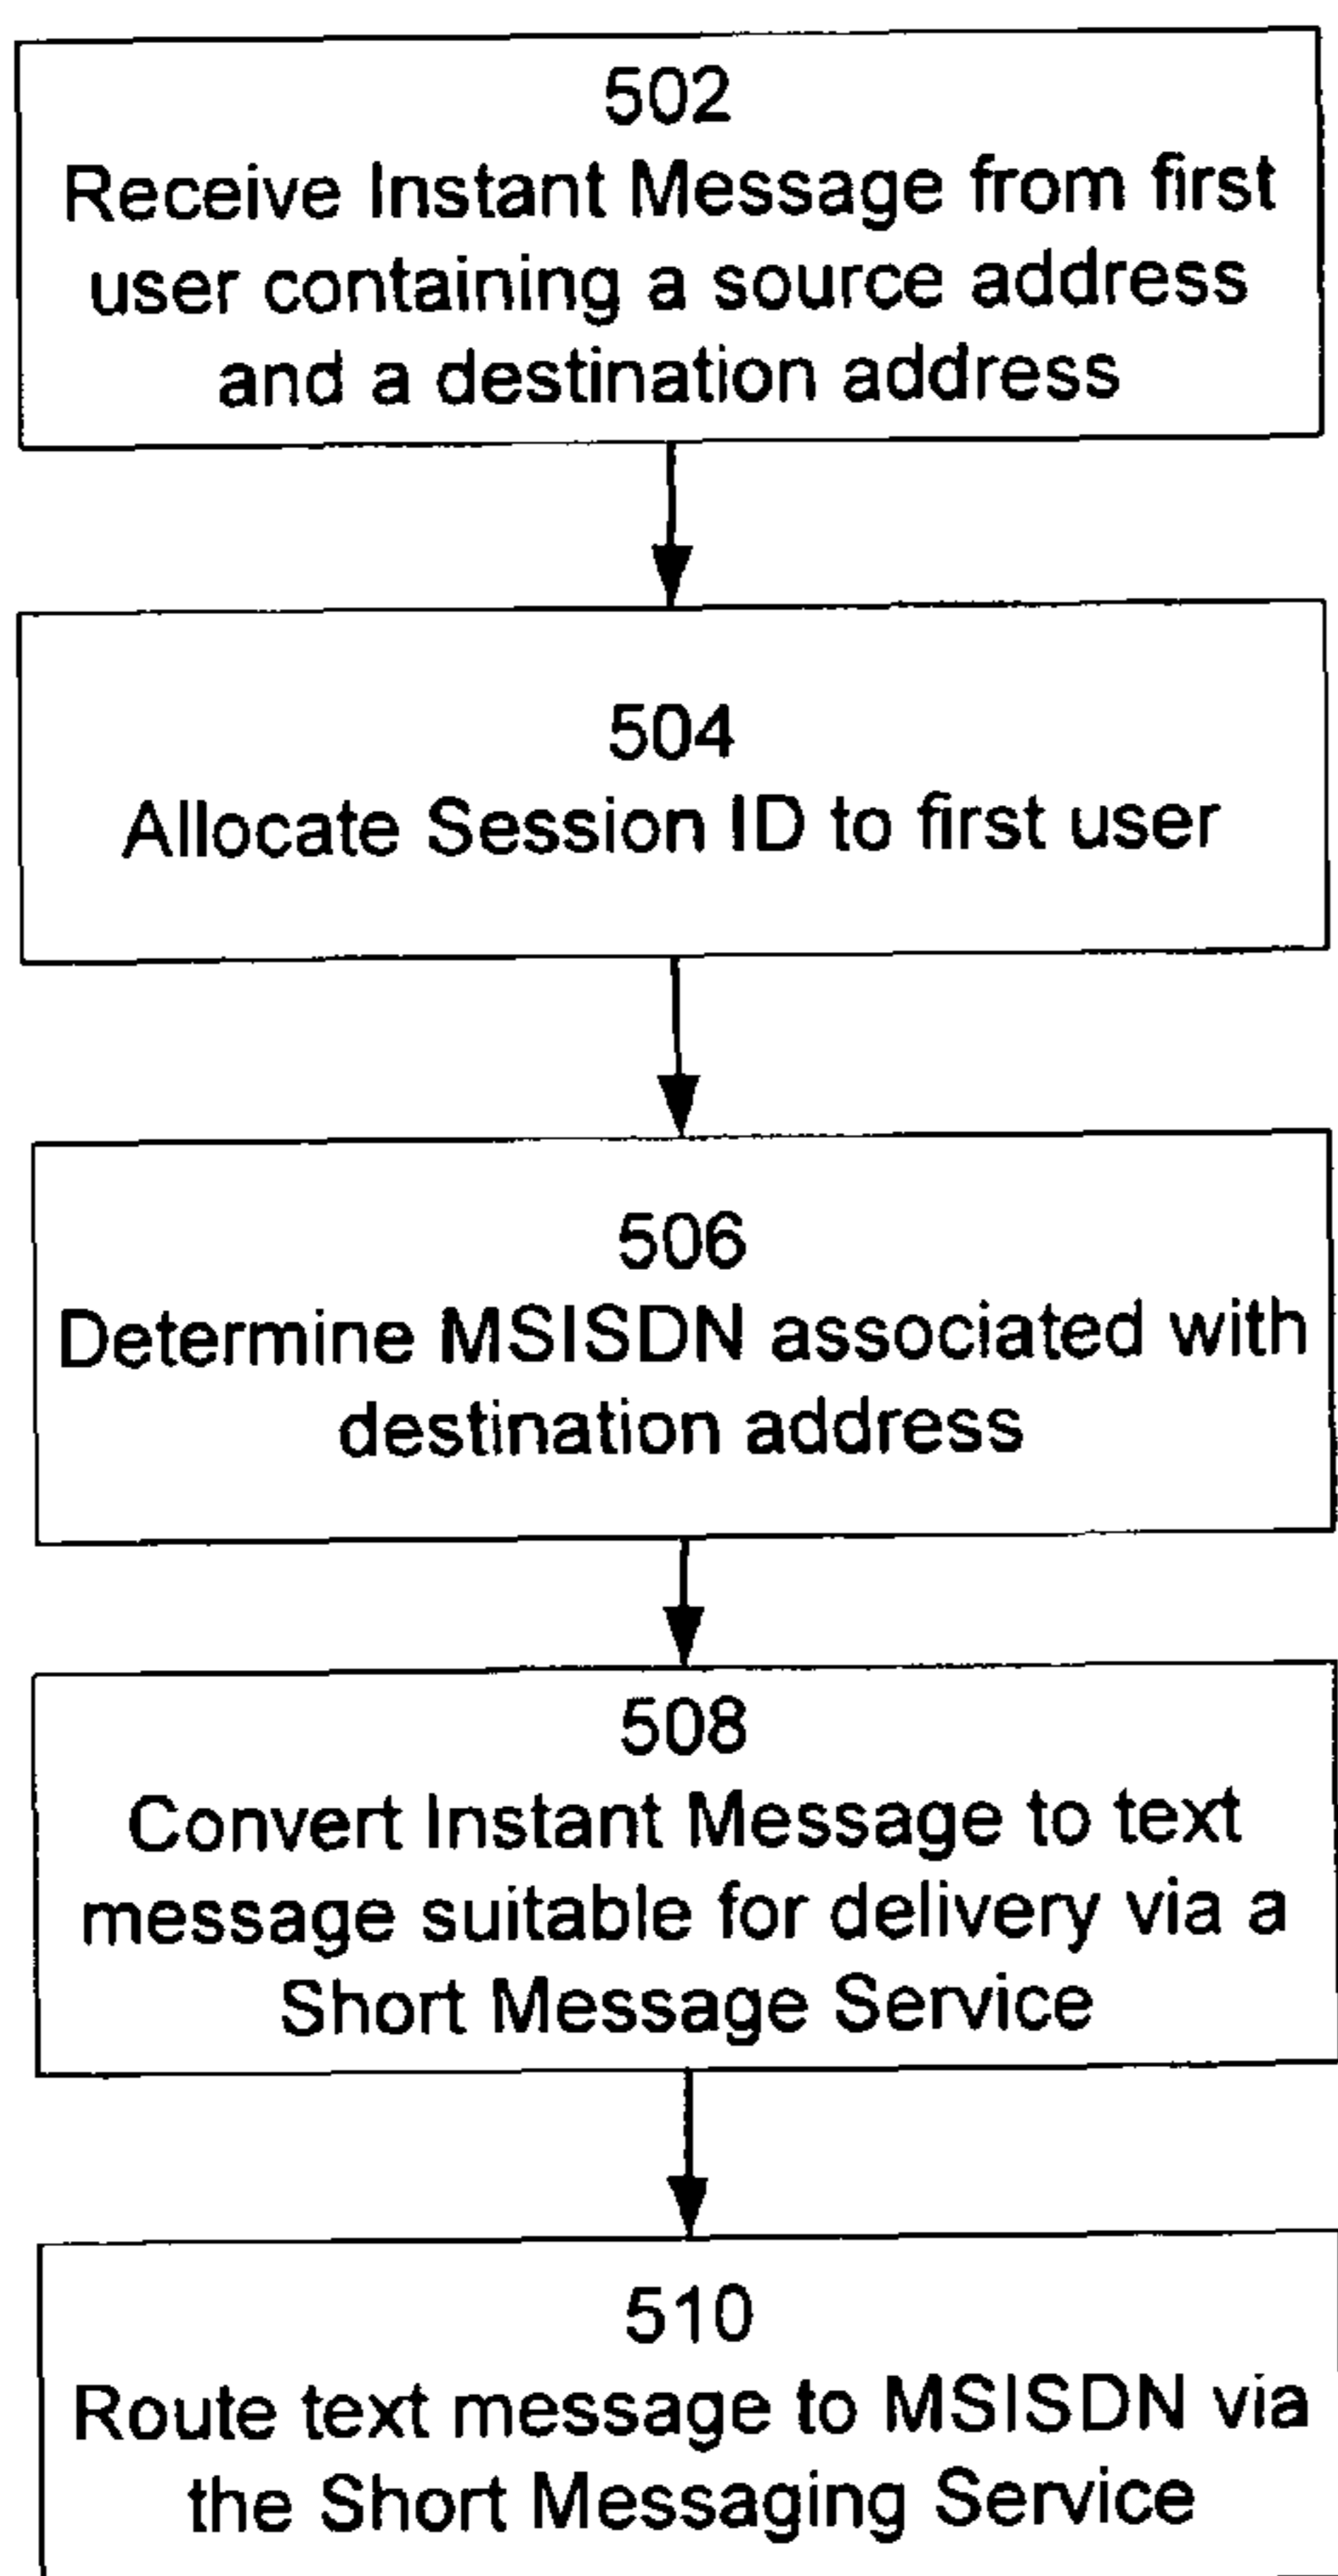 502
Receive Instant Message from first
user containing a source address
and a destination address
504
Allocate Session ID to first user
506
Determine MSISDN associated with
destination address
508
Convert Instant Message to text
message suitable for delivery via a
Short Message Service
510
Route text message to MSISDN via
the Short Messaging Service